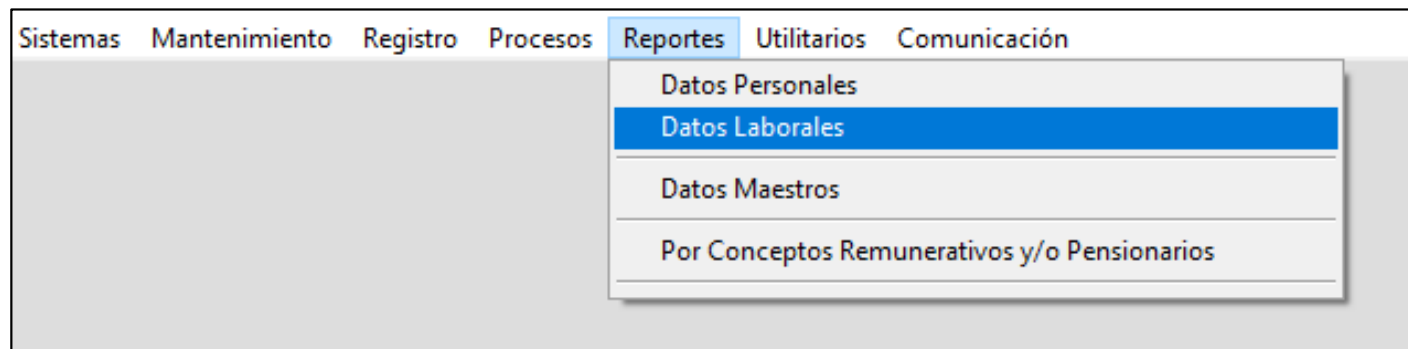 Sistemas Mantenimiento Registro Procesos Reportes Utilitarios Comunicación
Datos Personales
Datos Laborales
Datos Maestros
Por Conceptos Remunerativos y/o Pensionarios